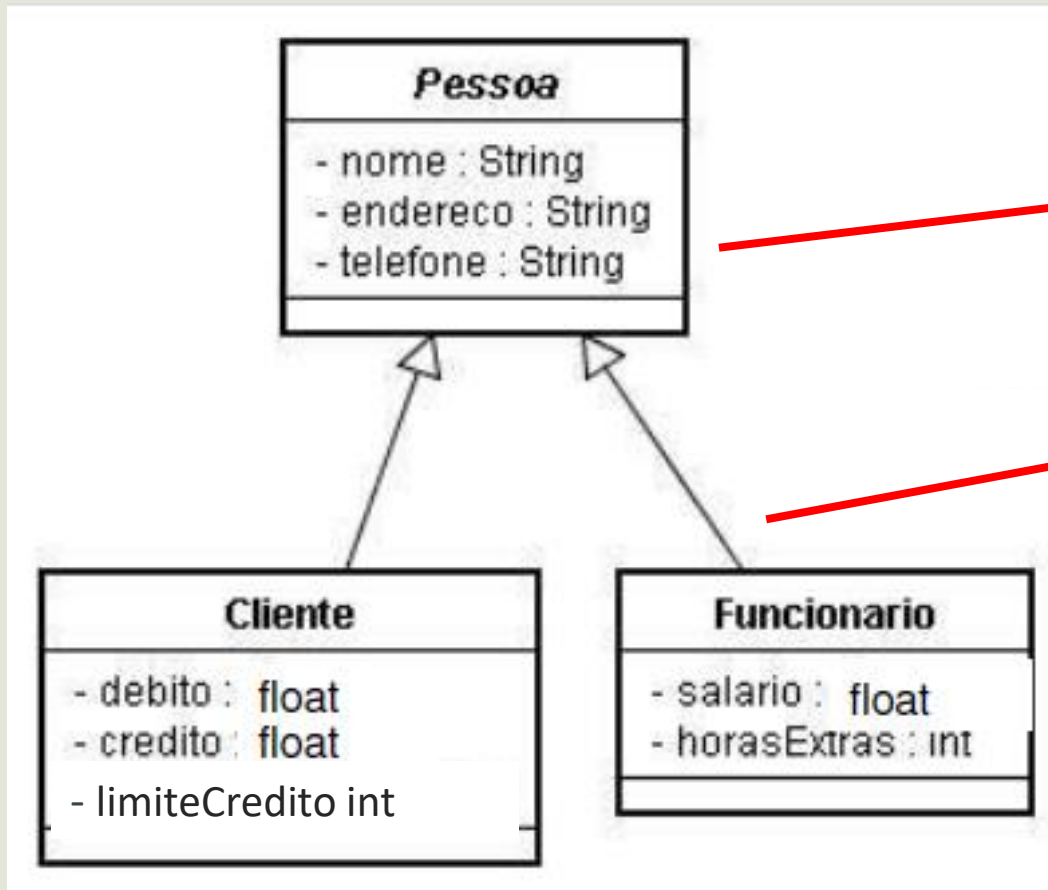 Pessoa
- nome : String
- endereco : String
- telefone : String
Cliente
- debito : float
- credito : float
- limiteCredito int
Funcionario
- salario : float
- horasExtras : int